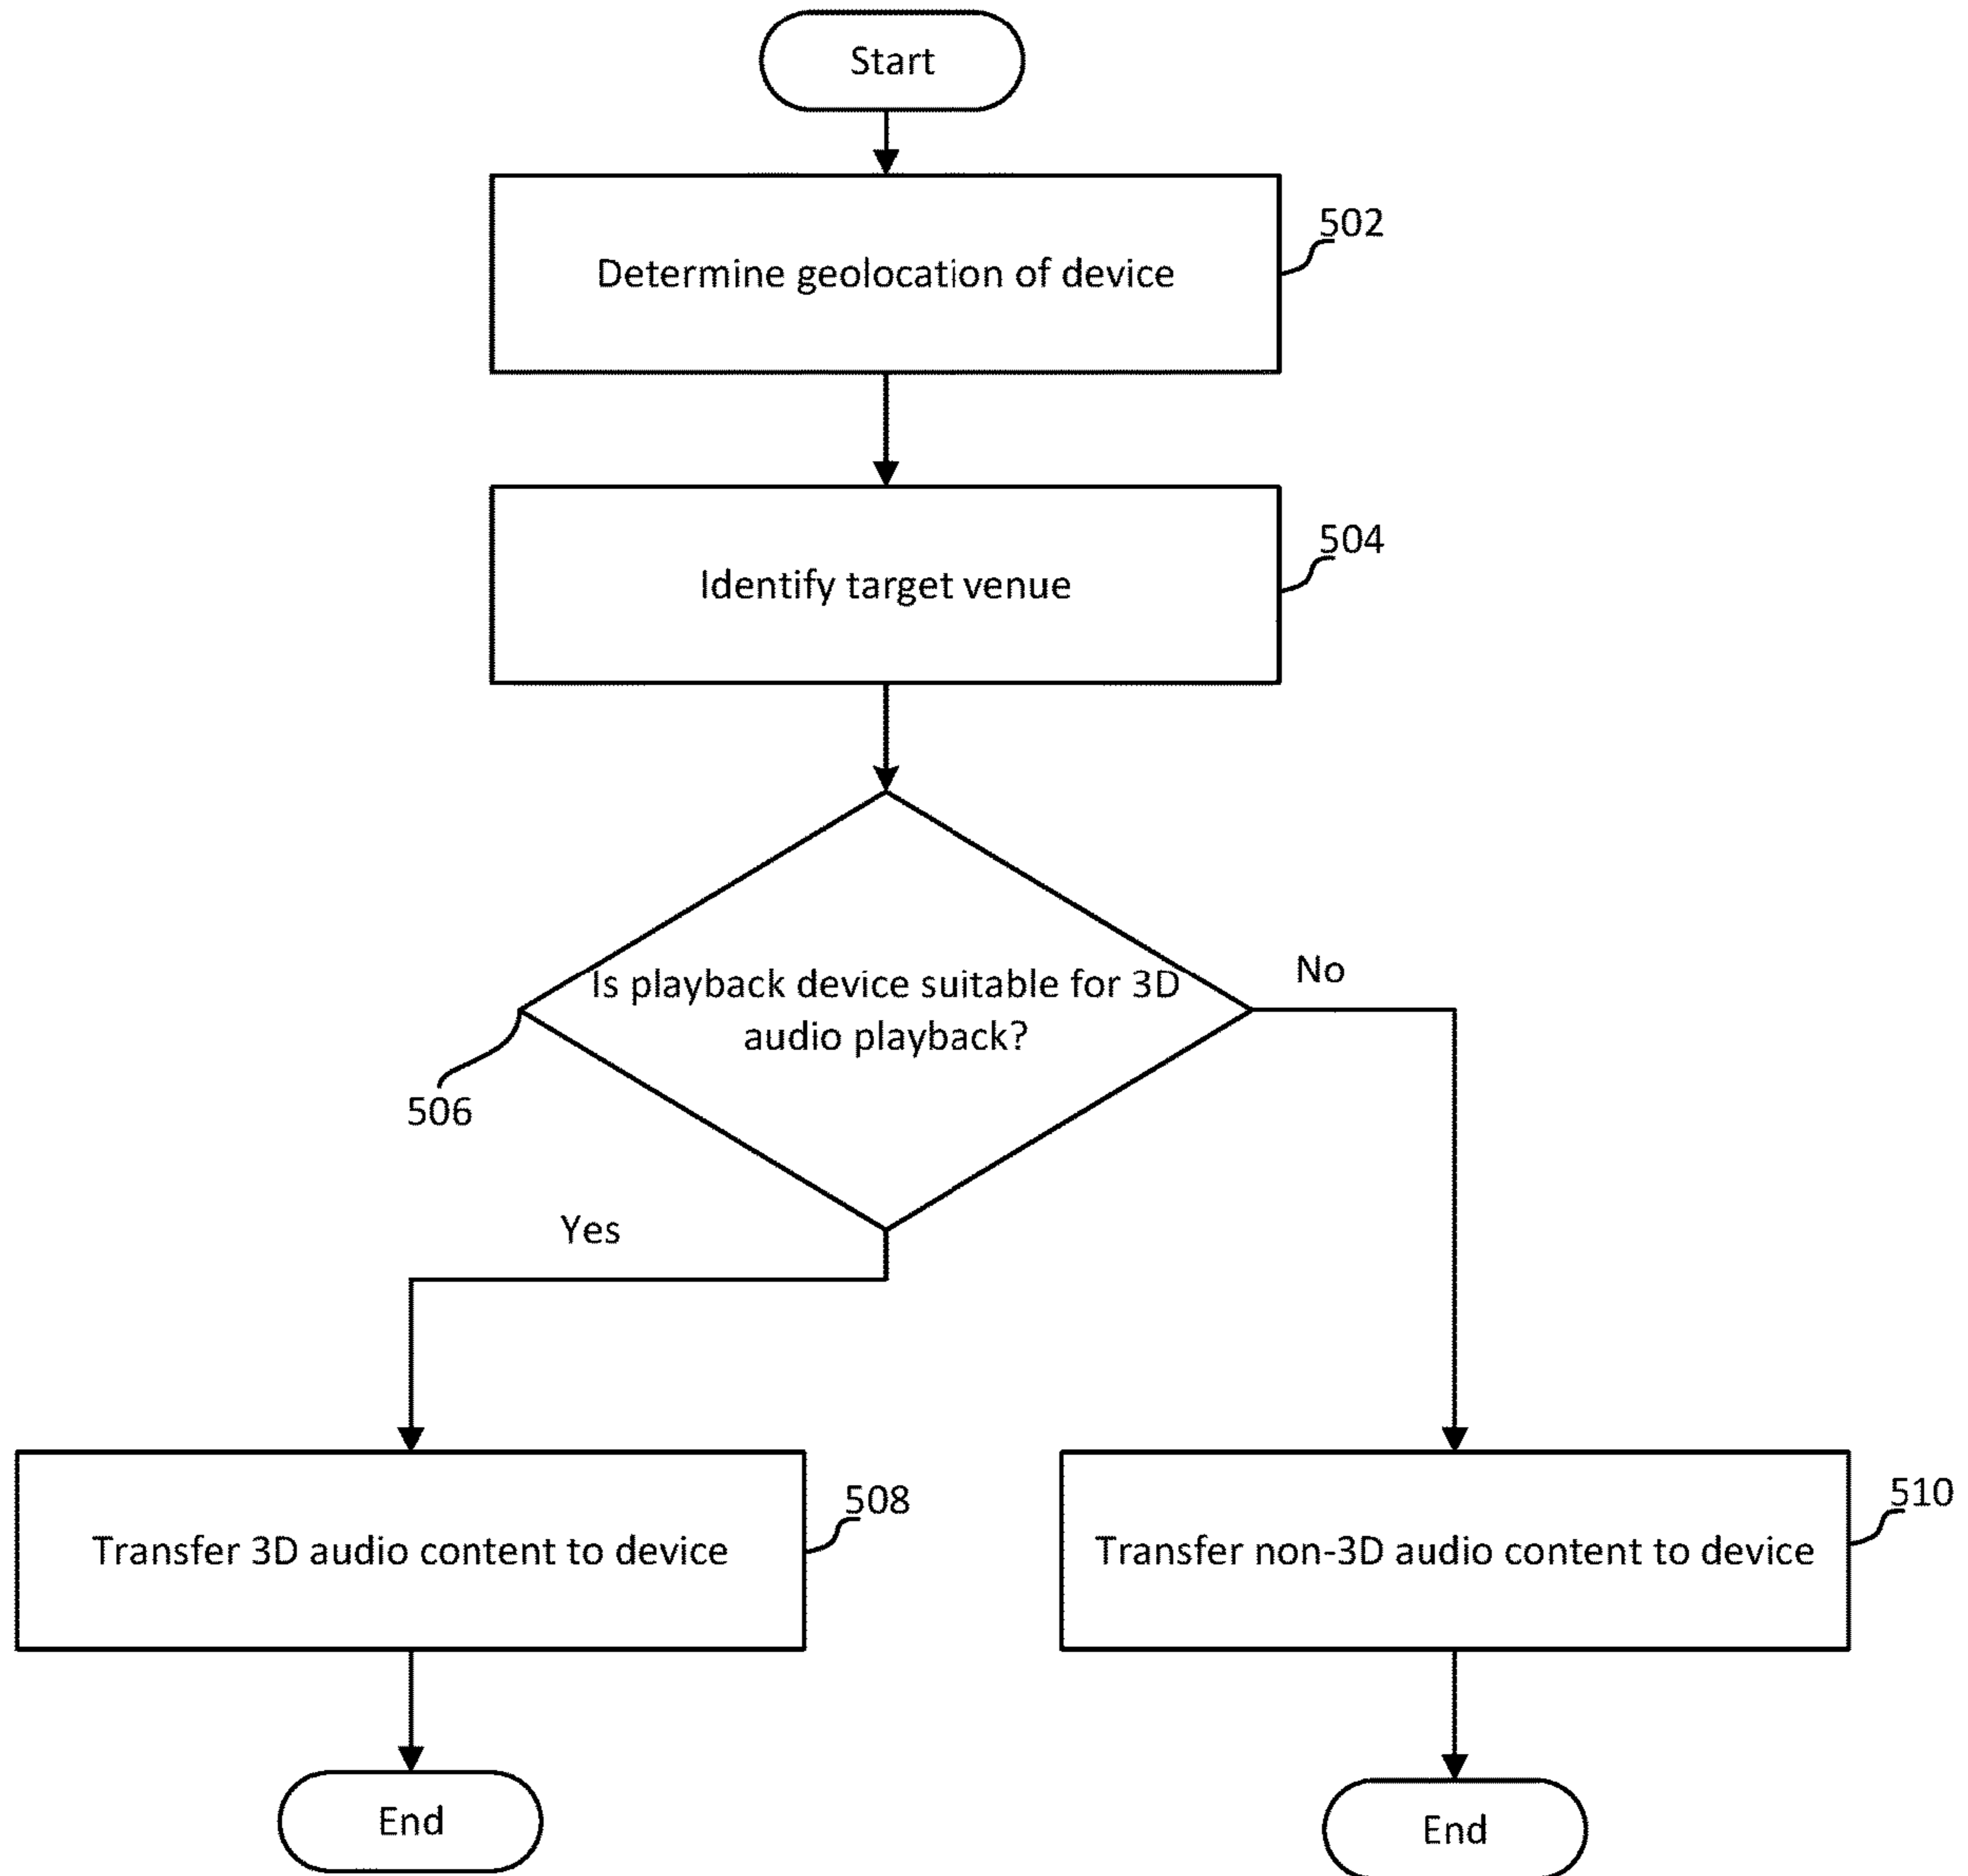 Start
502
Determine geolocation of device
504
Identify target venue
Is playback device suitable for 3D
audio playback?
No
506
Yes
508
Transfer 3D audio content to device
510
Transfer non-3D audio content to device
End
End